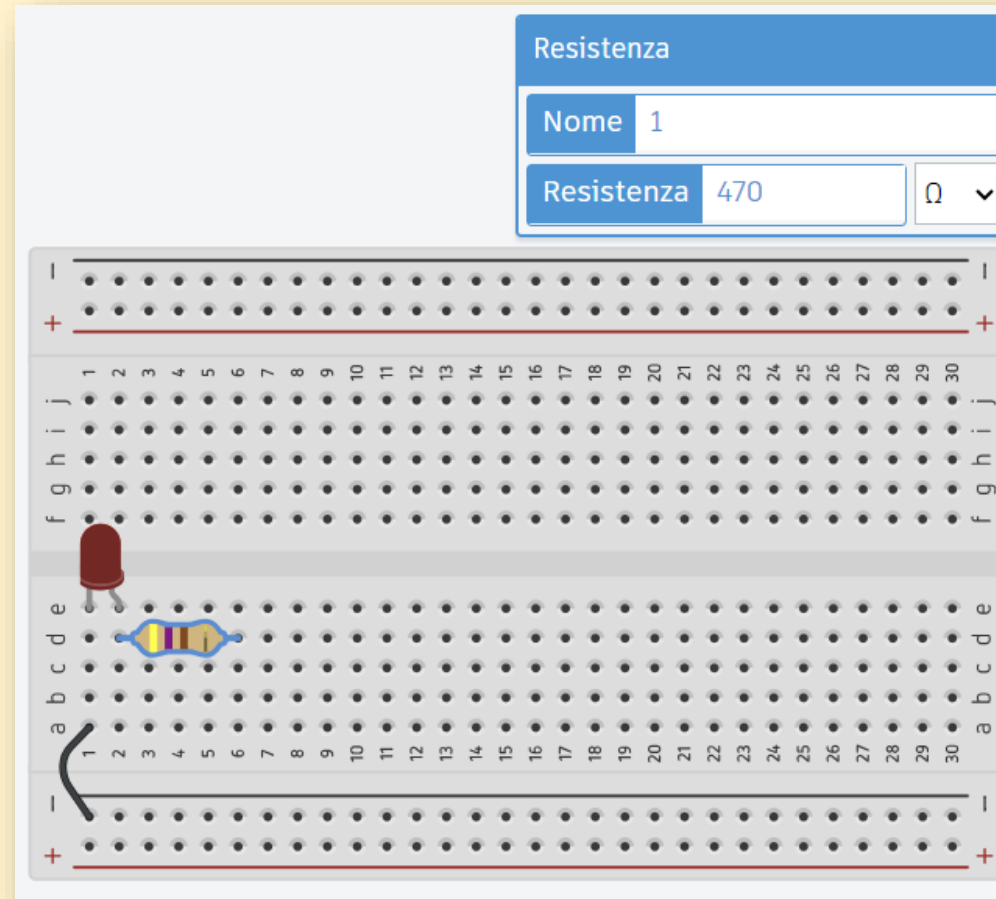 Resistenza
Nome 1
Resistenza 470 Ω
− −
+ +
1 2 3 4 5 6 7 8 9 10 11 12 13 14 15 16 17 18 19 20 21 22 23 24 25 26 27 28 29 30
j j
i i
h h
g g
f f
e e
d d
c c
b b
a a
1 2 3 4 5 6 7 8 9 10 11 12 13 14 15 16 17 18 19 20 21 22 23 24 25 26 27 28 29 30
− −
+ +